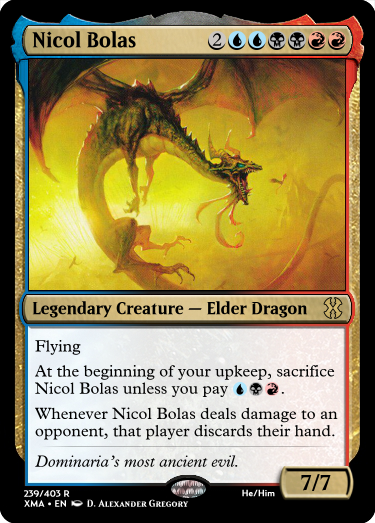 Nicol Bolas 2
Legendary Creature — Elder Dragon
Flying
At the beginning of your upkeep, sacrifice
Nicol Bolas unless you pay .
Whenever Nicol Bolas deals damage to an
opponent, that player discards their hand.
Dominaria's most ancient evil.
7/7
239/403 R He/Him
XMA • EN D. Alexander Gregory